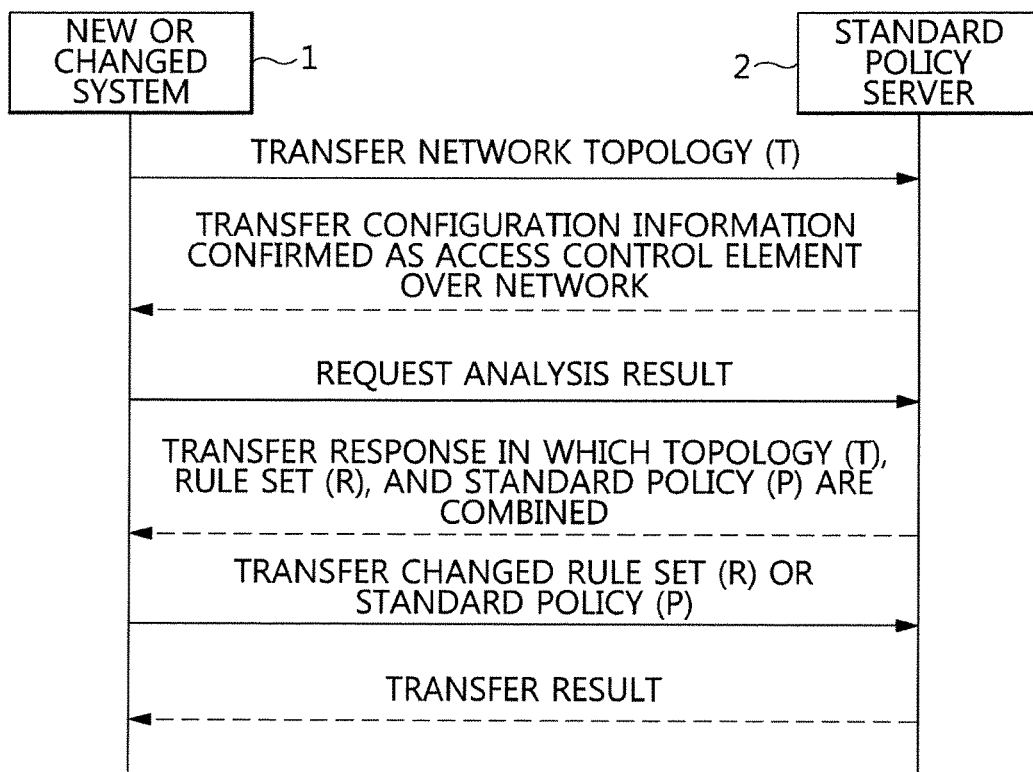 NEW OR
CHANGED
SYSTEM
1
2
STANDARD
POLICY
SERVER
TRANSFER NETWORK TOPOLOGY (T)
TRANSFER CONFIGURATION INFORMATION
CONFIRMED AS ACCESS CONTROL ELEMENT
OVER NETWORK
REQUEST ANALYSIS RESULT
TRANSFER RESPONSE IN WHICH TOPOLOGY (T),
RULE SET (R), AND STANDARD POLICY (P) ARE
COMBINED
TRANSFER CHANGED RULE SET (R) OR
STANDARD POLICY (P)
TRANSFER RESULT